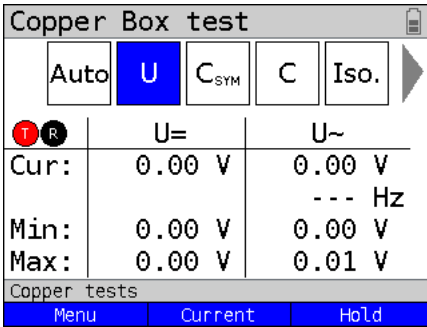 Copper Box test
Auto U CSYM C Iso.
T R U= U~
Cur: 0.00 V 0.00 V
--- Hz
Min: 0.00 V 0.00 V
Max: 0.00 V 0.01 V
Copper tests
Menu Current Hold